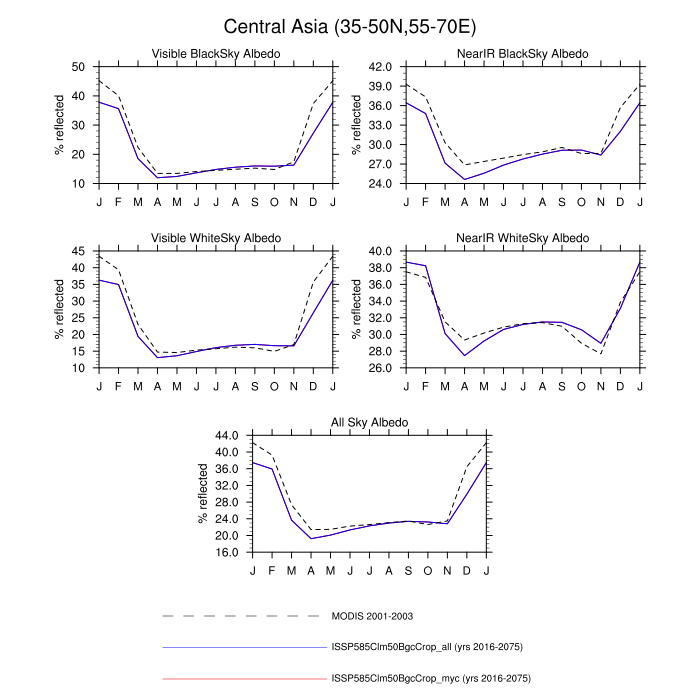 Central Asia (35-50N,55-70E)
Visible BlackSky Albedo
% reflected
50
40
30
20
10
J F M A M J J A S O N D J
NearIR BlackSky Albedo
% reflected
42.0
39.0
36.0
33.0
30.0
27.0
24.0
J F M A M J J A S O N D J
Visible WhiteSky Albedo
% reflected
45
40
35
30
25
20
15
10
J F M A M J J A S O N D J
NearIR WhiteSky Albedo
% reflected
40.0
38.0
36.0
34.0
32.0
30.0
28.0
26.0
J F M A M J J A S O N D J
All Sky Albedo
% reflected
44.0
40.0
36.0
32.0
28.0
24.0
20.0
16.0
J F M A M J J A S O N D J
MODIS 2001-2003
ISSP585Clm50BgcCrop_all (yrs 2016-2075)
ISSP585Clm50BgcCrop_myc (yrs 2016-2075)